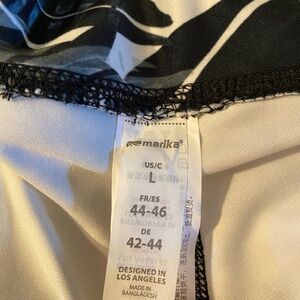 marika
US/C
L
FR/ES
44-46
DE
42-44
DESIGNED IN
LOS ANGELES
MADE IN
BANGLADESH